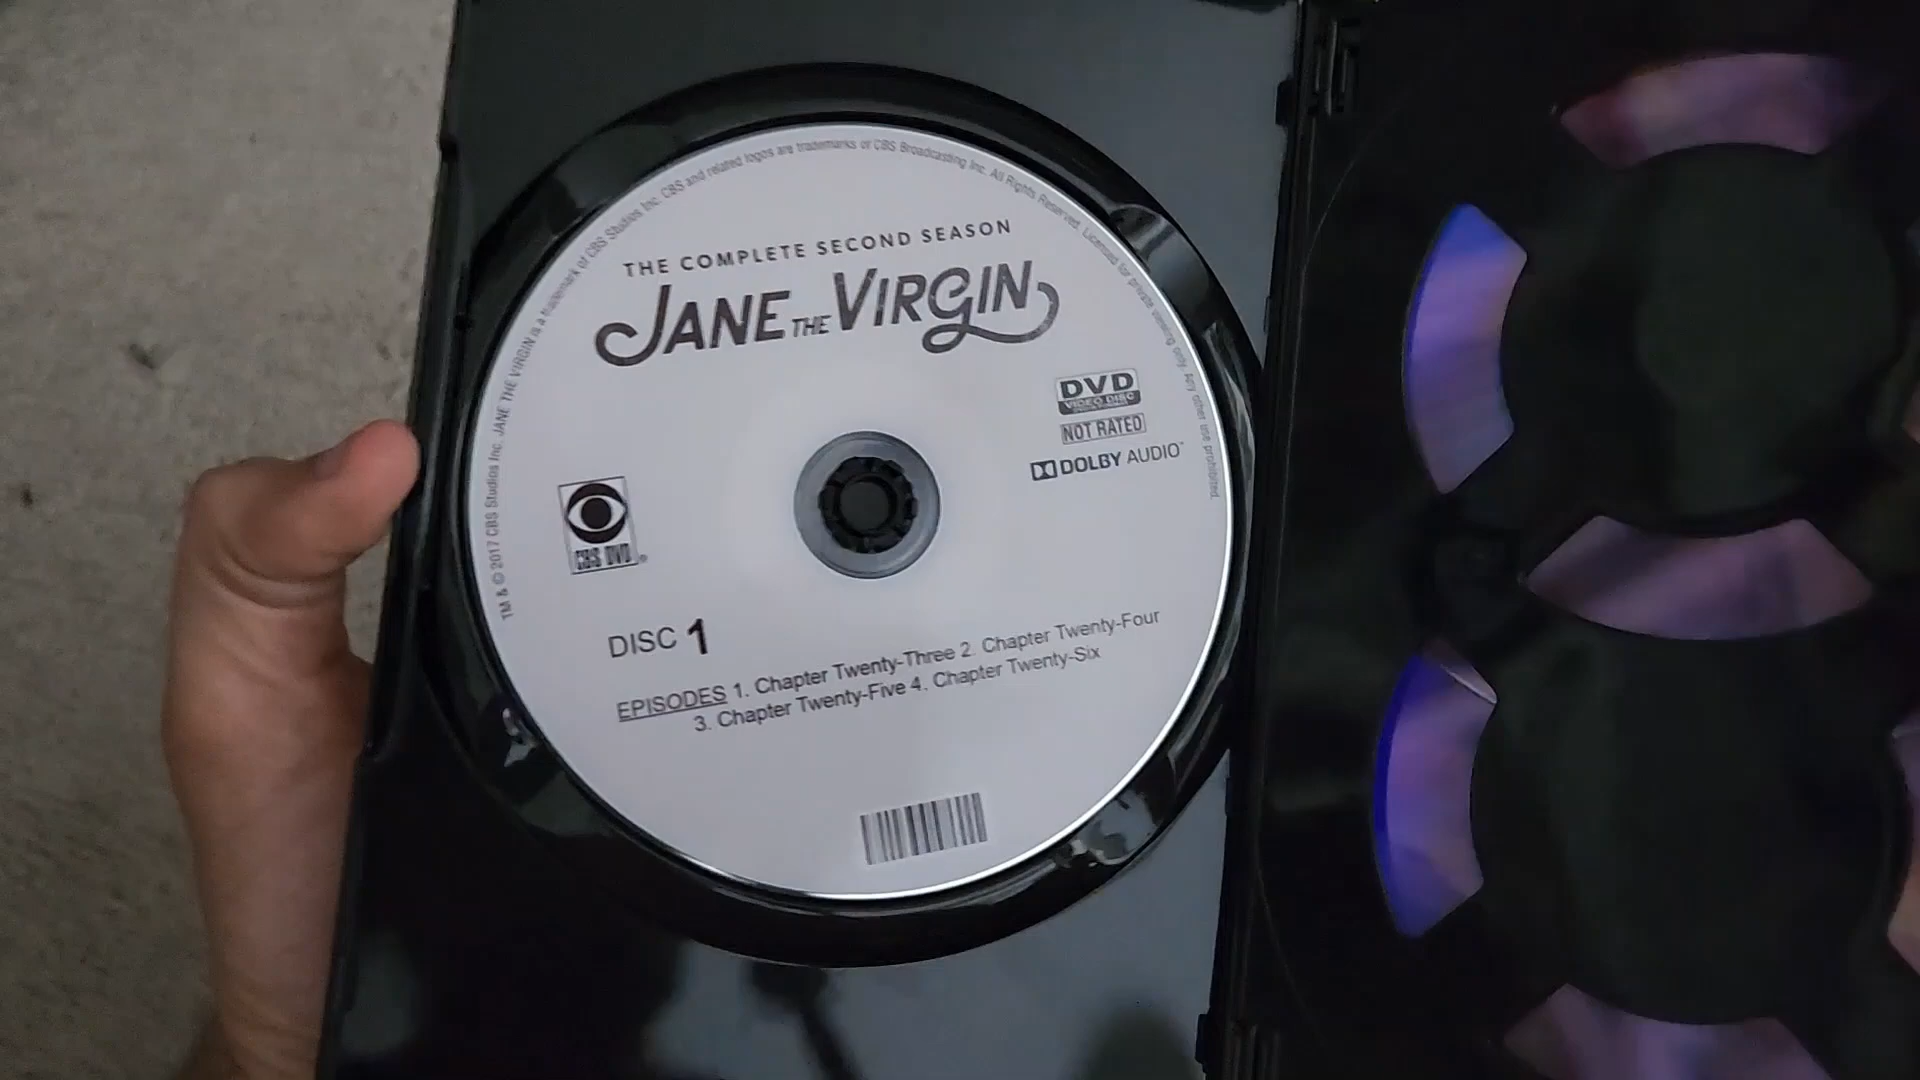 TM & © 2017 CBS Studios Inc. JANE THE VIRGIN is a trademark of CBS Studios Inc. CBS and related logos are trademarks of CBS Broadcasting Inc. All Rights Reserved. Licensed for private viewing only. Any other use prohibited.
THE COMPLETE SECOND SEASON
JANE THE VIRGIN
DVD
VIDEO DISC
NOT RATED
DOLBY AUDIO™
CBS DVD®
DISC 1
EPISODES 1. Chapter Twenty-Three 2. Chapter Twenty-Four
3. Chapter Twenty-Five 4. Chapter Twenty-Six